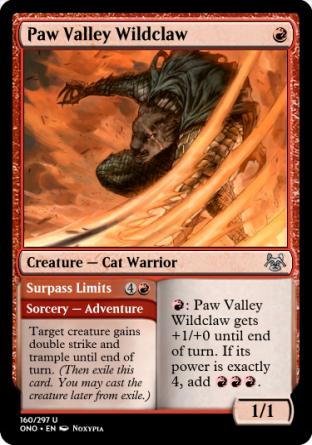 Paw Valley Wildclaw
Creature — Cat Warrior
Surpass Limits 4
Sorcery — Adventure
Target creature gains
double strike and
trample until end of
turn. (Then exile this
card. You may cast the
creature later from exile.)
: Paw Valley
Wildclaw gets
+1/+0 until end
of turn. If its
power is exactly
4, add .
1/1
160/297 U
ONO • EN Noxypia